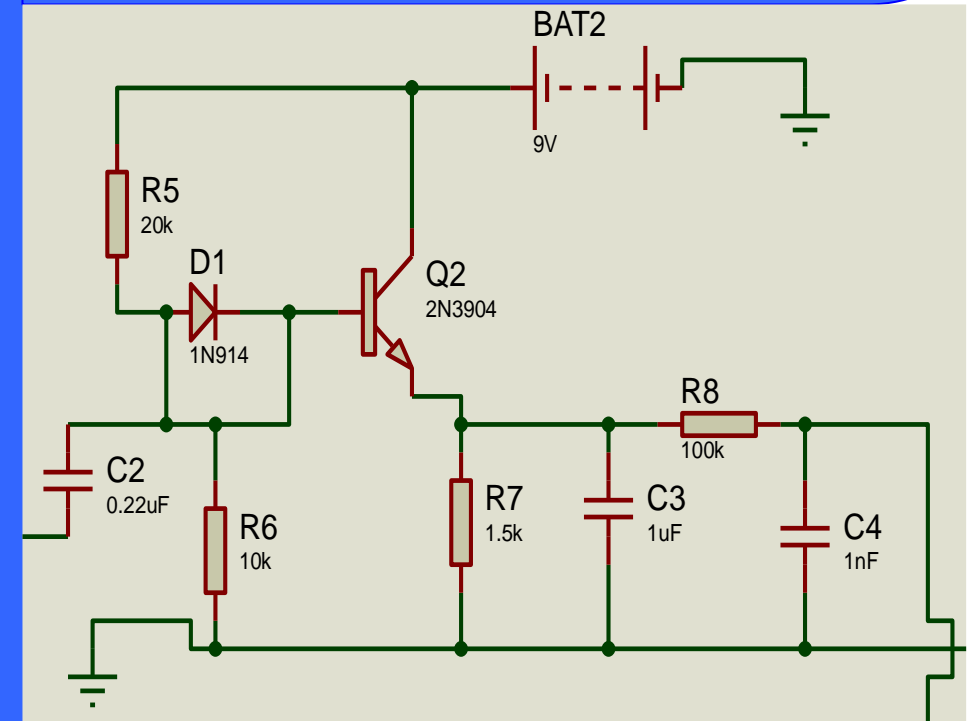 BAT2
9V
R5
20k
D1
1N914
Q2
2N3904
R8
100k
C2
0.22uF
R6
10k
R7
1.5k
C3
1uF
C4
1nF